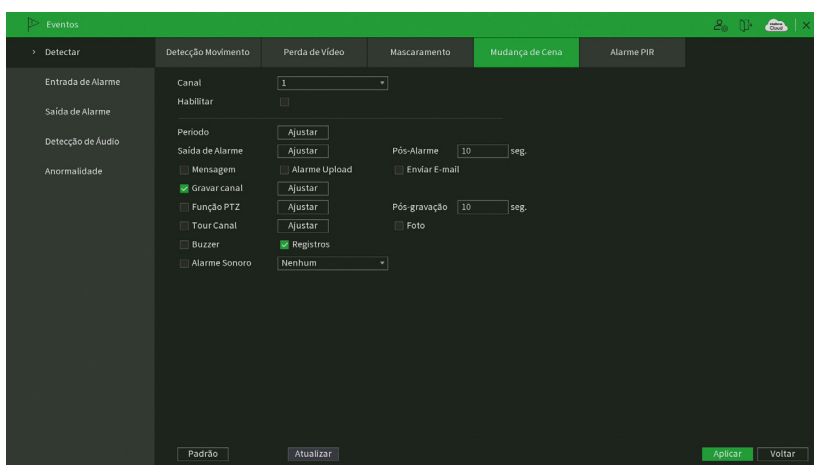 Eventos
Intelbras Cloud
Detectar
Detecção Movimento Perda de Vídeo Mascaramento Mudança de Cena Alarme PIR
Entrada de Alarme
Saída de Alarme
Detecção de Áudio
Anormalidade
Canal 1
Habilitar
Periodo Ajustar
Saída de Alarme Ajustar Pós-Alarme 10 seg.
Mensagem Alarme Upload Enviar E-mail
Gravar canal Ajustar
Função PTZ Ajustar Pós-gravação 10 seg.
Tour Canal Ajustar Foto
Buzzer Registros
Alarme Sonoro Nenhum
Padrão Atualizar Aplicar Voltar